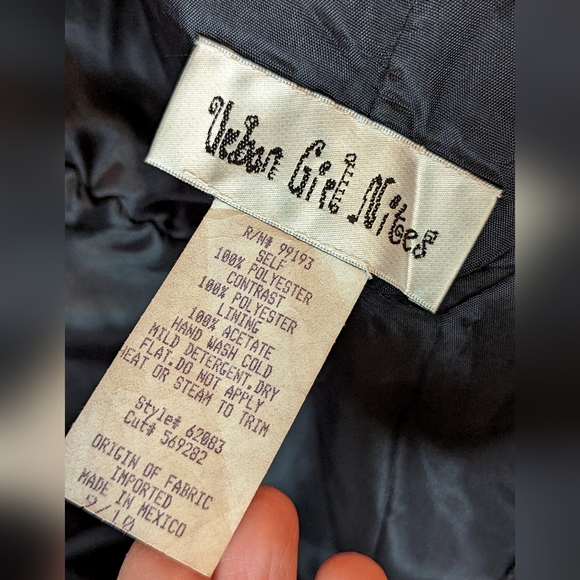 Urban Girl Nites
R/N# 99193
SELF
100% POLYESTER
CONTRAST
100% POLYESTER
LINING
100% ACETATE
HAND WASH COLD
MILD DETERGENT.DRY
FLAT.DO NOT APPLY
HEAT OR STEAM TO TRIM
Style# 62083
Cut# 569282
ORIGIN OF FABRIC
IMPORTED
MADE IN MEXICO
9/10